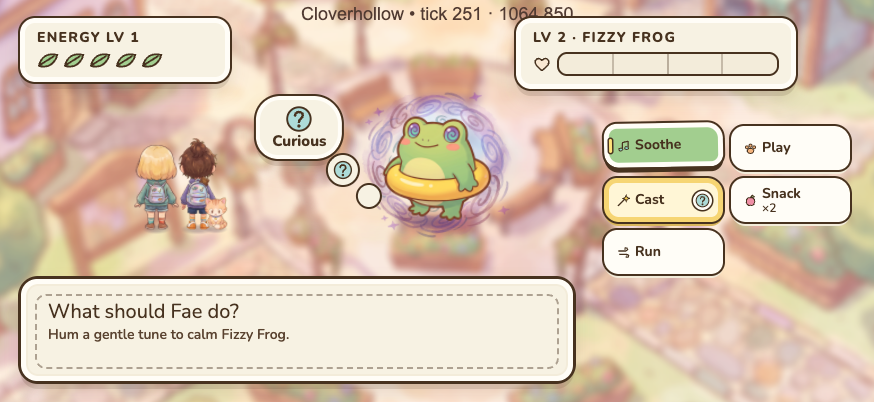 Cloverhollow • tick 251 · 1064 850
ENERGY LV 1
LV 2 · FIZZY FROG
?
Curious
?
Soothe
Play
Cast ?
Snack
×2
Run
What should Fae do?
Hum a gentle tune to calm Fizzy Frog.